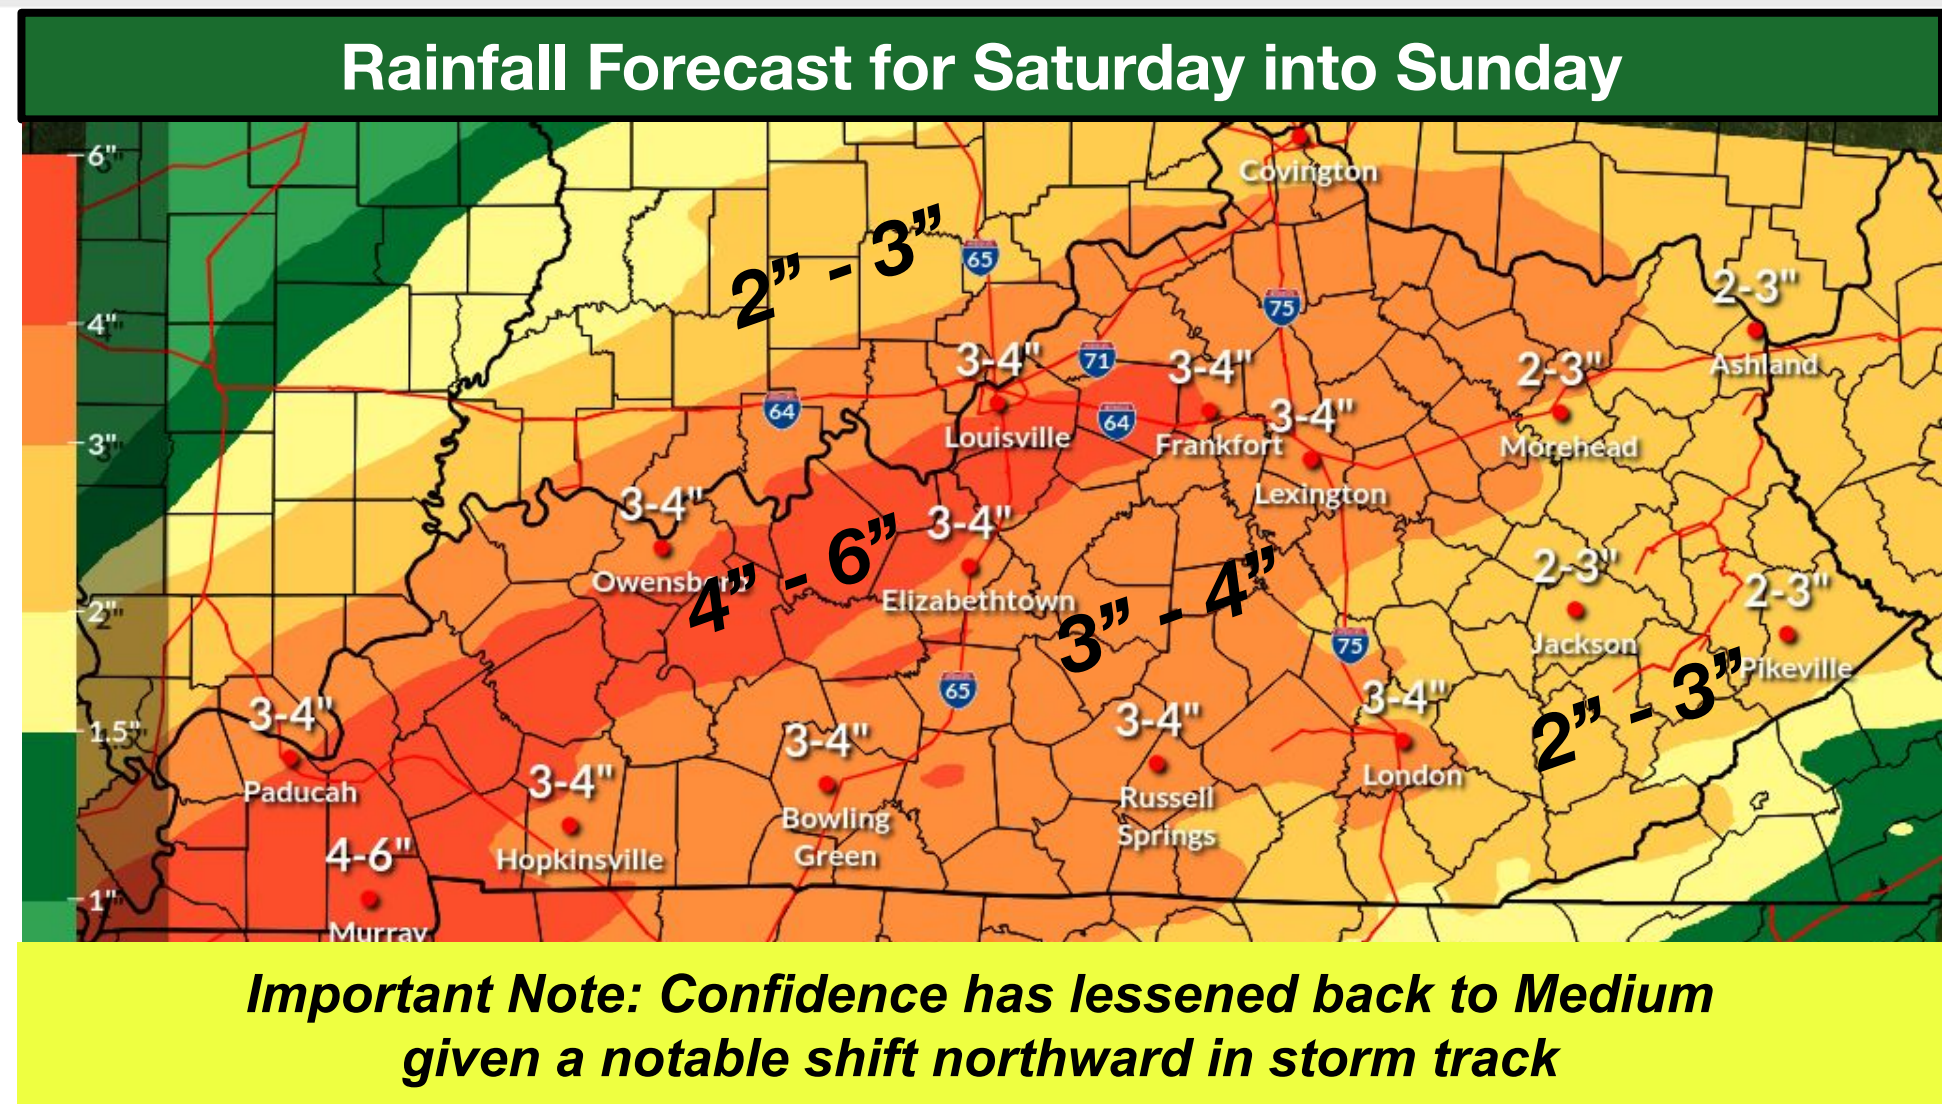 Rainfall Forecast for Saturday into Sunday
6"
4"
3"
2"
1.5"
1"
Covington
2” - 3”
65
75
2-3"
Ashland
3-4"
71
3-4"
2-3"
64
64
3-4"
Louisville
Frankfort
Morehead
Lexington
3-4"
3-4"
Owensboro
4” - 6”
Elizabethtown
3” - 4”
2-3"
Jackson
2-3"
Pikeville
75
65
2” - 3”
3-4"
Paducah
3-4"
Hopkinsville
3-4"
Bowling
Green
3-4"
Russell
Springs
3-4"
London
4-6"
Murray
Important Note: Confidence has lessened back to Medium
given a notable shift northward in storm track